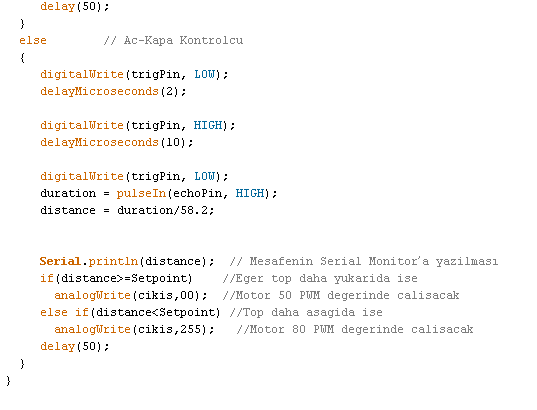 delay(50);
}
else // Ac-Kapa Kontrolcu
{
digitalWrite(trigPin, LOW);
delayMicroseconds(2);
digitalWrite(trigPin, HIGH);
delayMicroseconds(10);
digitalWrite(trigPin, LOW);
duration = pulseIn(echoPin, HIGH);
distance = duration/58.2;
Serial.println(distance); // Mesafenin Serial Monitor'a yazilması
if(distance>=Setpoint) //Eger top daha yukarida ise
analogWrite(cikis,00); //Motor 50 PWM degerinde calisacak
else if(distance<Setpoint) //Top daha asagida ise
analogWrite(cikis,255); //Motor 80 PWM degerinde calisacak
delay(50);
}
}